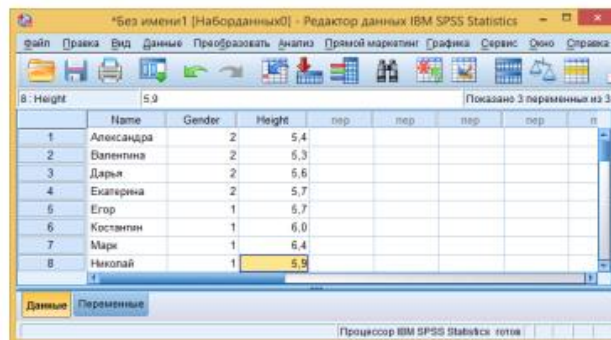 *Без имени1 [Наборданных0] - Редактор данных IBM SPSS Statistics
Файл Правка Вид Данные Преобразовать Анализ Прямой маркетинг Графика Сервис Окно Справка
8 : Height 5,9 Показано 3 переменных из 3
Name Gender Height пер пер пер пер п
1 Александра 2 5,4
2 Валентина 2 5,3
3 Дарья 2 5,6
4 Екатерина 2 5,7
5 Егор 1 5,7
6 Костантин 1 6,0
7 Марк 1 6,4
8 Николай 1 5,9
Данные Переменные
Процессор IBM SPSS Statistics готов